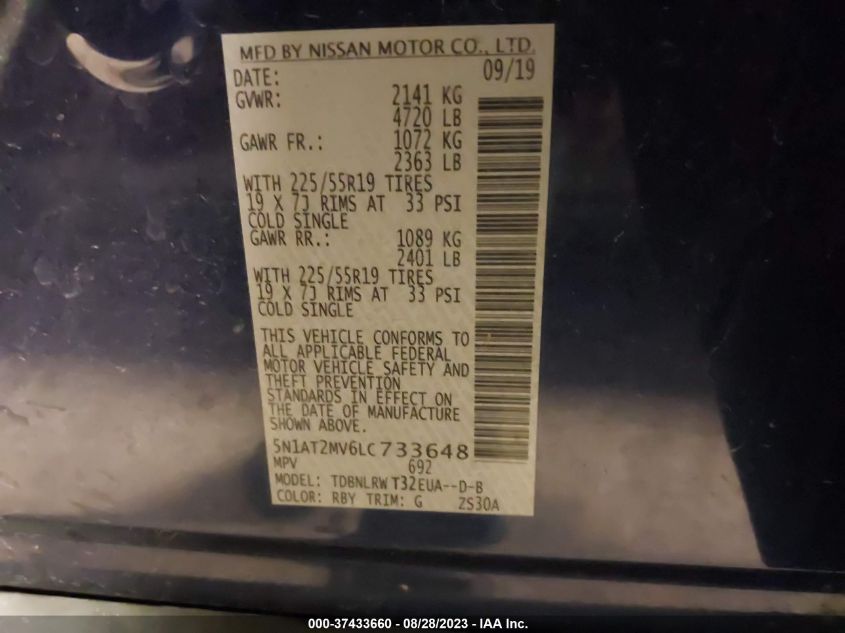 MFD BY NISSAN MOTOR CO., LTD.
DATE: 09/19
GVWR: 2141 KG
4720 LB
GAWR FR.: 1072 KG
2363 LB
WITH 225/55R19 TIRES
19 X 7J RIMS AT 33 PSI
COLD SINGLE
GAWR RR.: 1089 KG
2401 LB
WITH 225/55R19 TIRES
19 X 7J RIMS AT 33 PSI
COLD SINGLE
THIS VEHICLE CONFORMS TO
ALL APPLICABLE FEDERAL
MOTOR VEHICLE SAFETY AND
THEFT PREVENTION
STANDARDS IN EFFECT ON
THE DATE OF MANUFACTURE
SHOWN ABOVE.
5N1AT2MV6LC733648
MPV 692
MODEL: TDBNLRW T32EUA--D-B
COLOR: RBY TRIM: G ZS30A
000-37433660 - 08/28/2023 - IAA Inc.